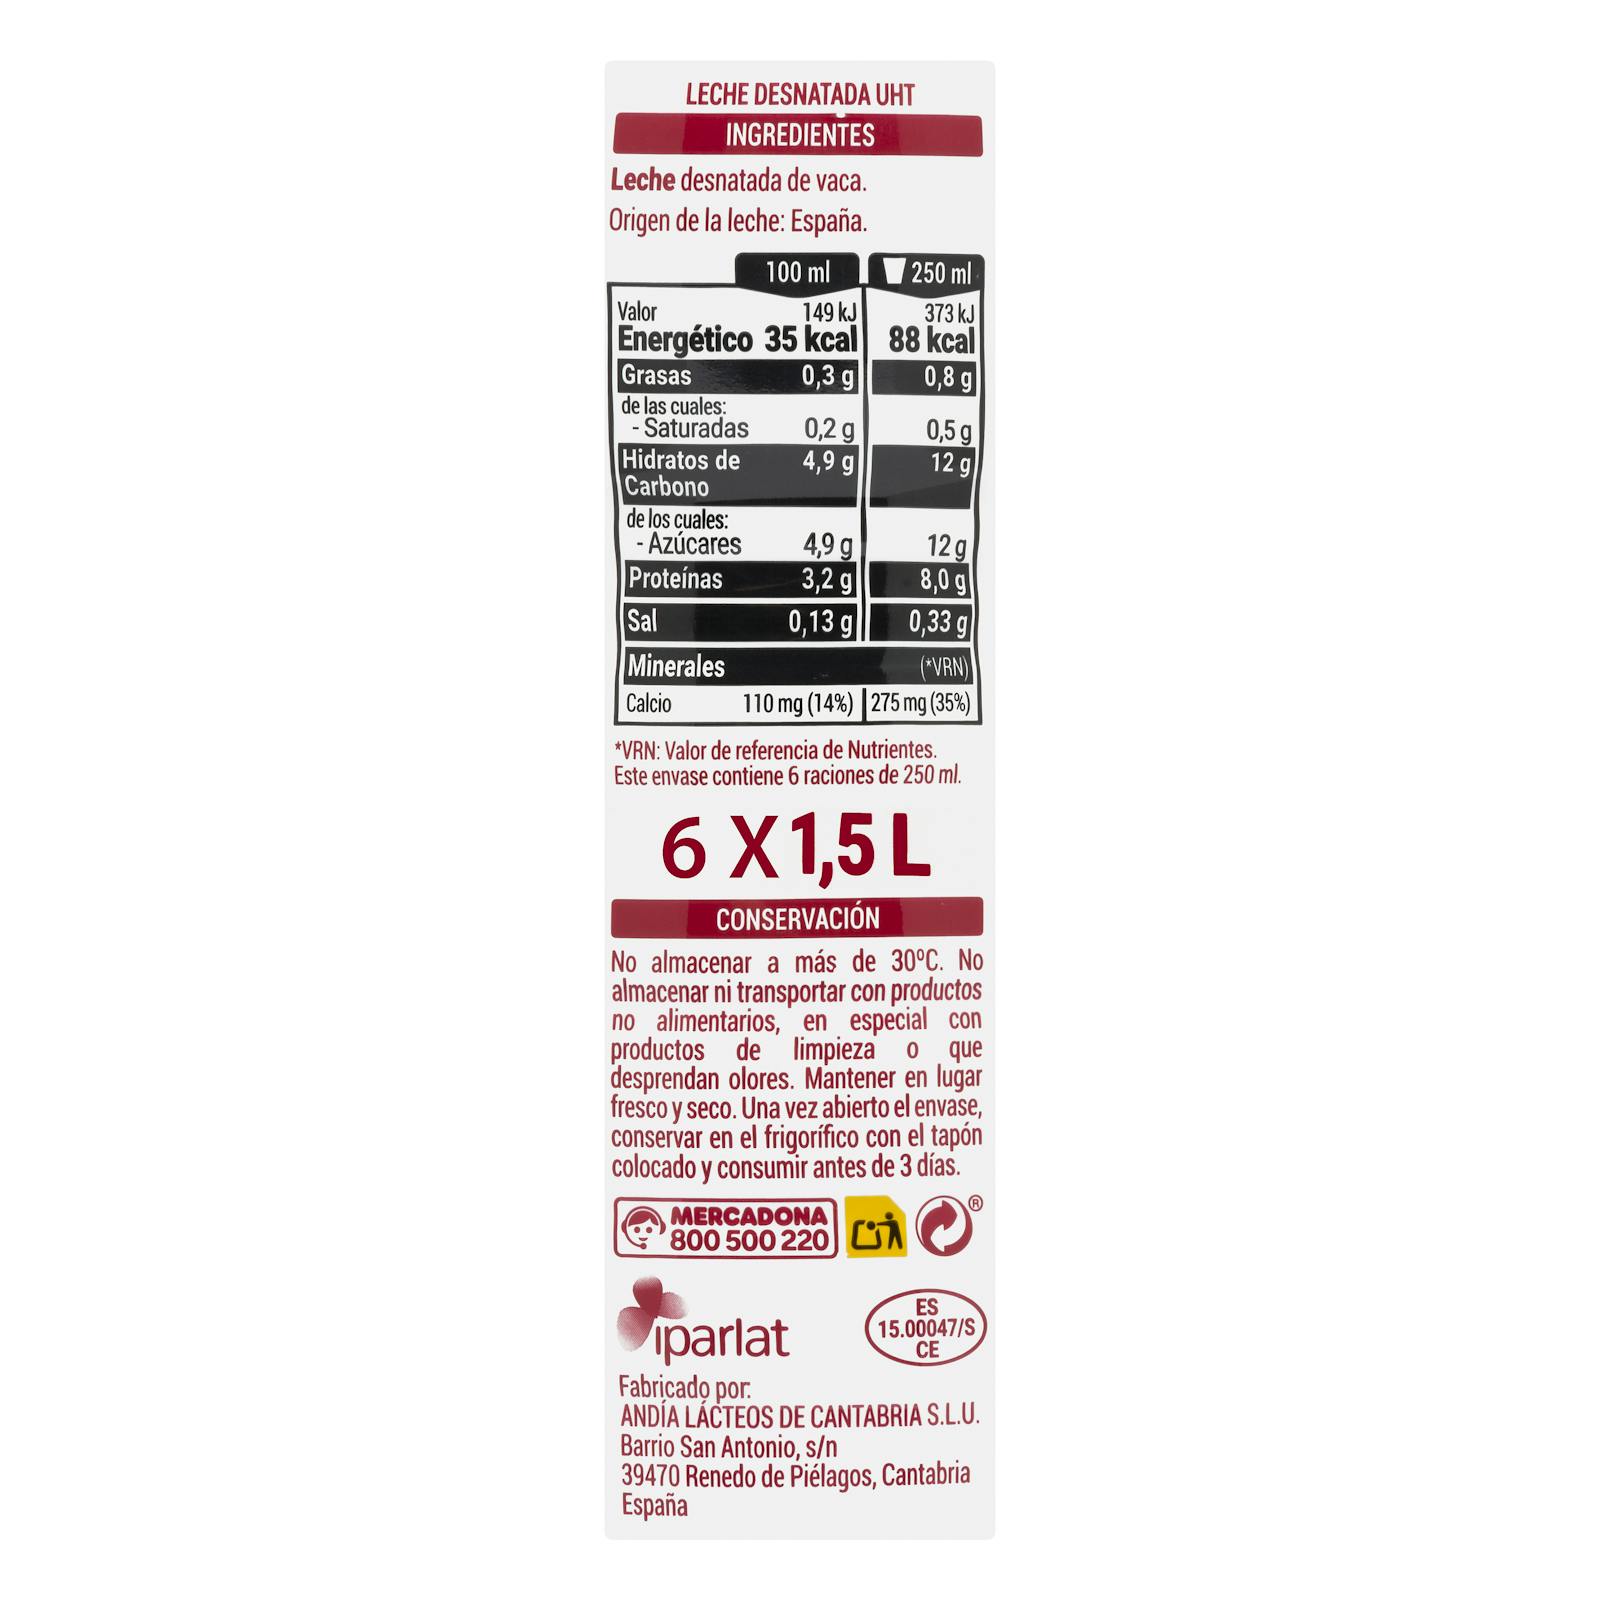 LECHE DESNATADA UHT
INGREDIENTES
Leche desnatada de vaca.
Origen de la leche: España.
100 ml 250 ml
Valor 149 kJ 373 kJ
Energético 35 kcal 88 kcal
Grasas 0,3 g 0,8 g
de las cuales:
- Saturadas 0,2 g 0,5 g
Hidratos de 4,9 g 12 g
Carbono
de los cuales:
- Azúcares 4,9 g 12 g
Proteínas 3,2 g 8,0 g
Sal 0,13 g 0,33 g
Minerales (*VRN)
Calcio 110 mg (14%) 275 mg (35%)
*VRN: Valor de referencia de Nutrientes.
Este envase contiene 6 raciones de 250 ml.
6 X 1,5 L
CONSERVACIÓN
No almacenar a más de 30ºC. No
almacenar ni transportar con productos
no alimentarios, en especial con
productos de limpieza o que
desprendan olores. Mantener en lugar
fresco y seco. Una vez abierto el envase,
conservar en el frigorífico con el tapón
colocado y consumir antes de 3 días.
MERCADONA
800 500 220
®
iparlat
ES
15.00047/S
CE
Fabricado por:
ANDÍA LÁCTEOS DE CANTABRIA S.L.U.
Barrio San Antonio, s/n
39470 Renedo de Piélagos, Cantabria
España